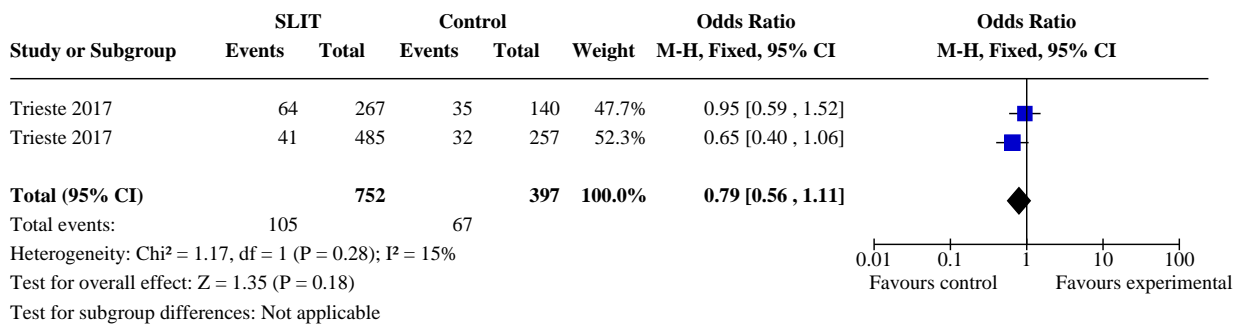 SLIT Control Odds Ratio Odds Ratio
Study or Subgroup Events Total Events Total Weight M-H, Fixed, 95% CI M-H, Fixed, 95% CI
Trieste 2017 64 267 35 140 47.7% 0.95 [0.59 , 1.52]
Trieste 2017 41 485 32 257 52.3% 0.65 [0.40 , 1.06]
Total (95% CI) 752 397 100.0% 0.79 [0.56 , 1.11]
Total events: 105 67
Heterogeneity: Chi² = 1.17, df = 1 (P = 0.28); I² = 15%
Test for overall effect: Z = 1.35 (P = 0.18)
Test for subgroup differences: Not applicable
0.01 0.1 1 10 100
Favours control Favours experimental